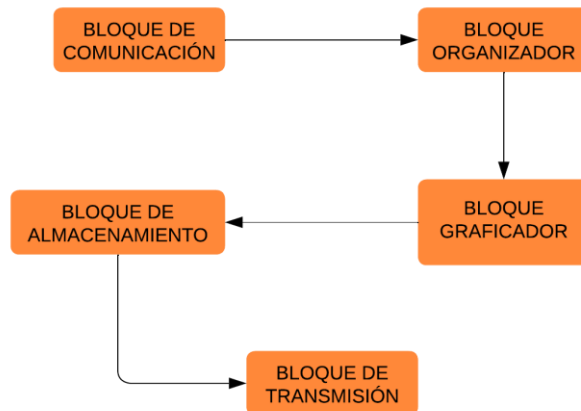 BLOQUE DE
COMUNICACIÓN
BLOQUE
ORGANIZADOR
BLOQUE
GRAFICADOR
BLOQUE DE
ALMACENAMIENTO
BLOQUE DE
TRANSMISIÓN